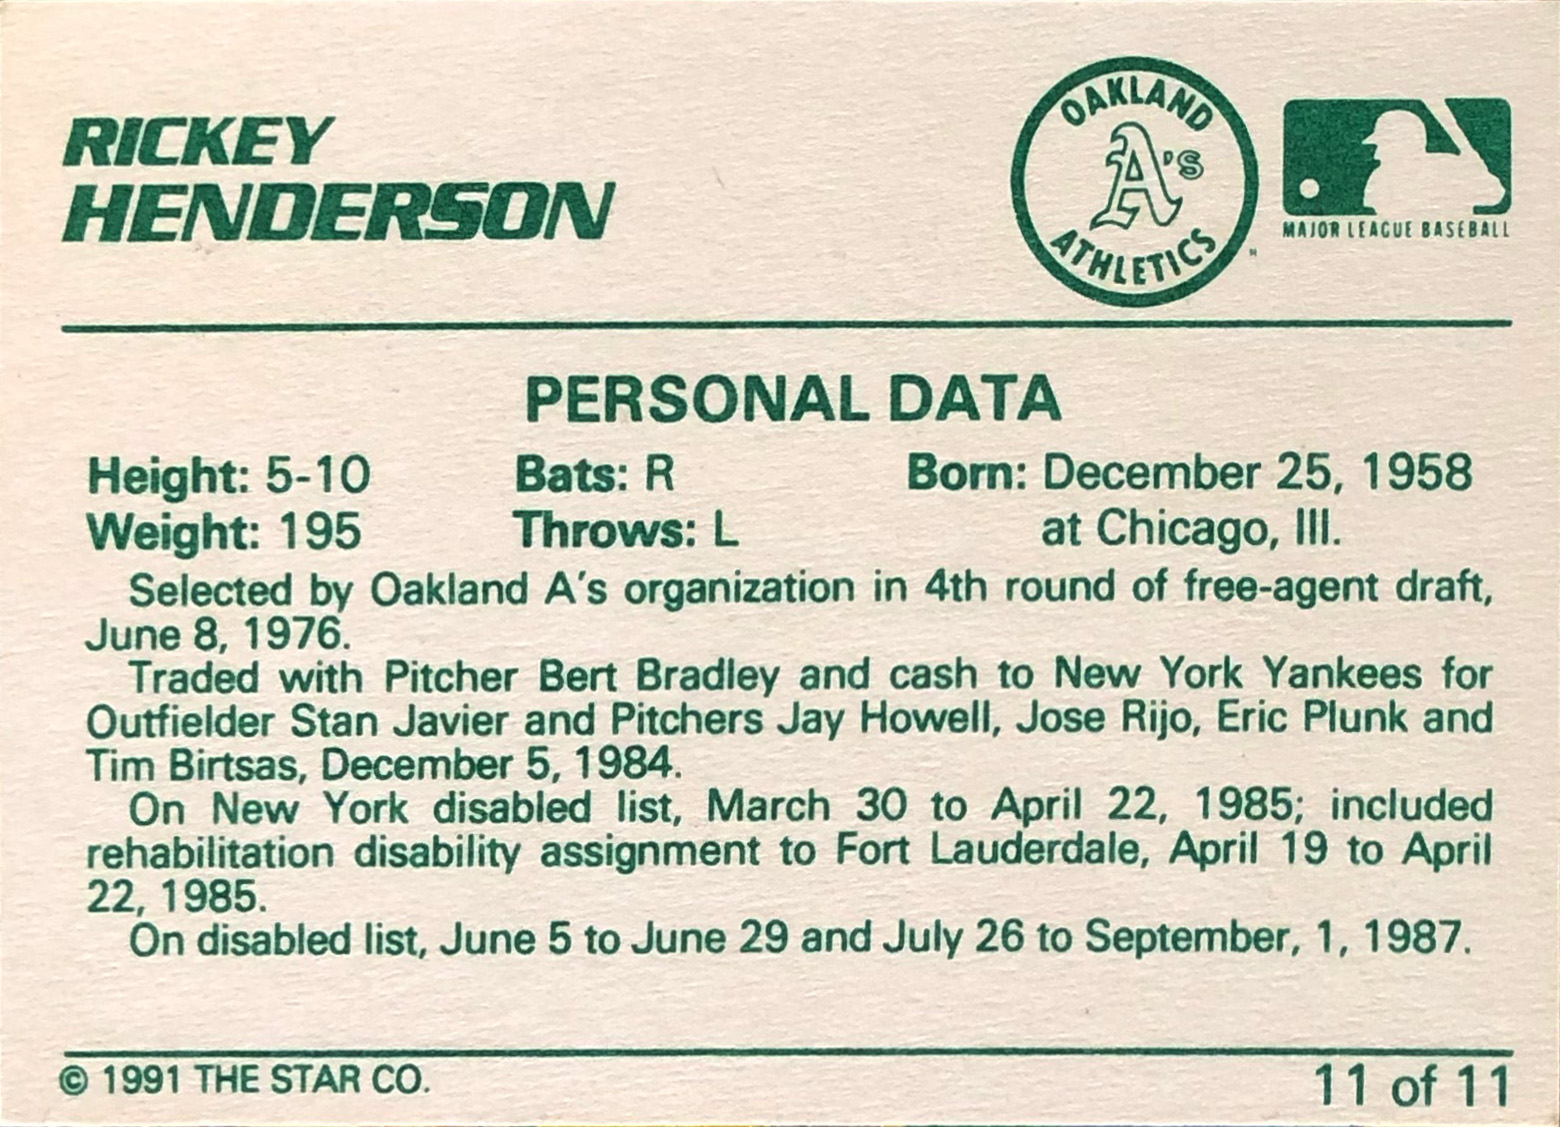 RICKEY
HENDERSON
OAKLAND
A's
ATHLETICS
™
MAJOR LEAGUE BASEBALL
PERSONAL DATA
Height: 5-10 Bats: R Born: December 25, 1958
Weight: 195 Throws: L at Chicago, Ill.
Selected by Oakland A's organization in 4th round of free-agent draft,
June 8, 1976.
Traded with Pitcher Bert Bradley and cash to New York Yankees for
Outfielder Stan Javier and Pitchers Jay Howell, Jose Rijo, Eric Plunk and
Tim Birtsas, December 5, 1984.
On New York disabled list, March 30 to April 22, 1985; included
rehabilitation disability assignment to Fort Lauderdale, April 19 to April
22, 1985.
On disabled list, June 5 to June 29 and July 26 to September, 1, 1987.
© 1991 THE STAR CO.
11 of 11